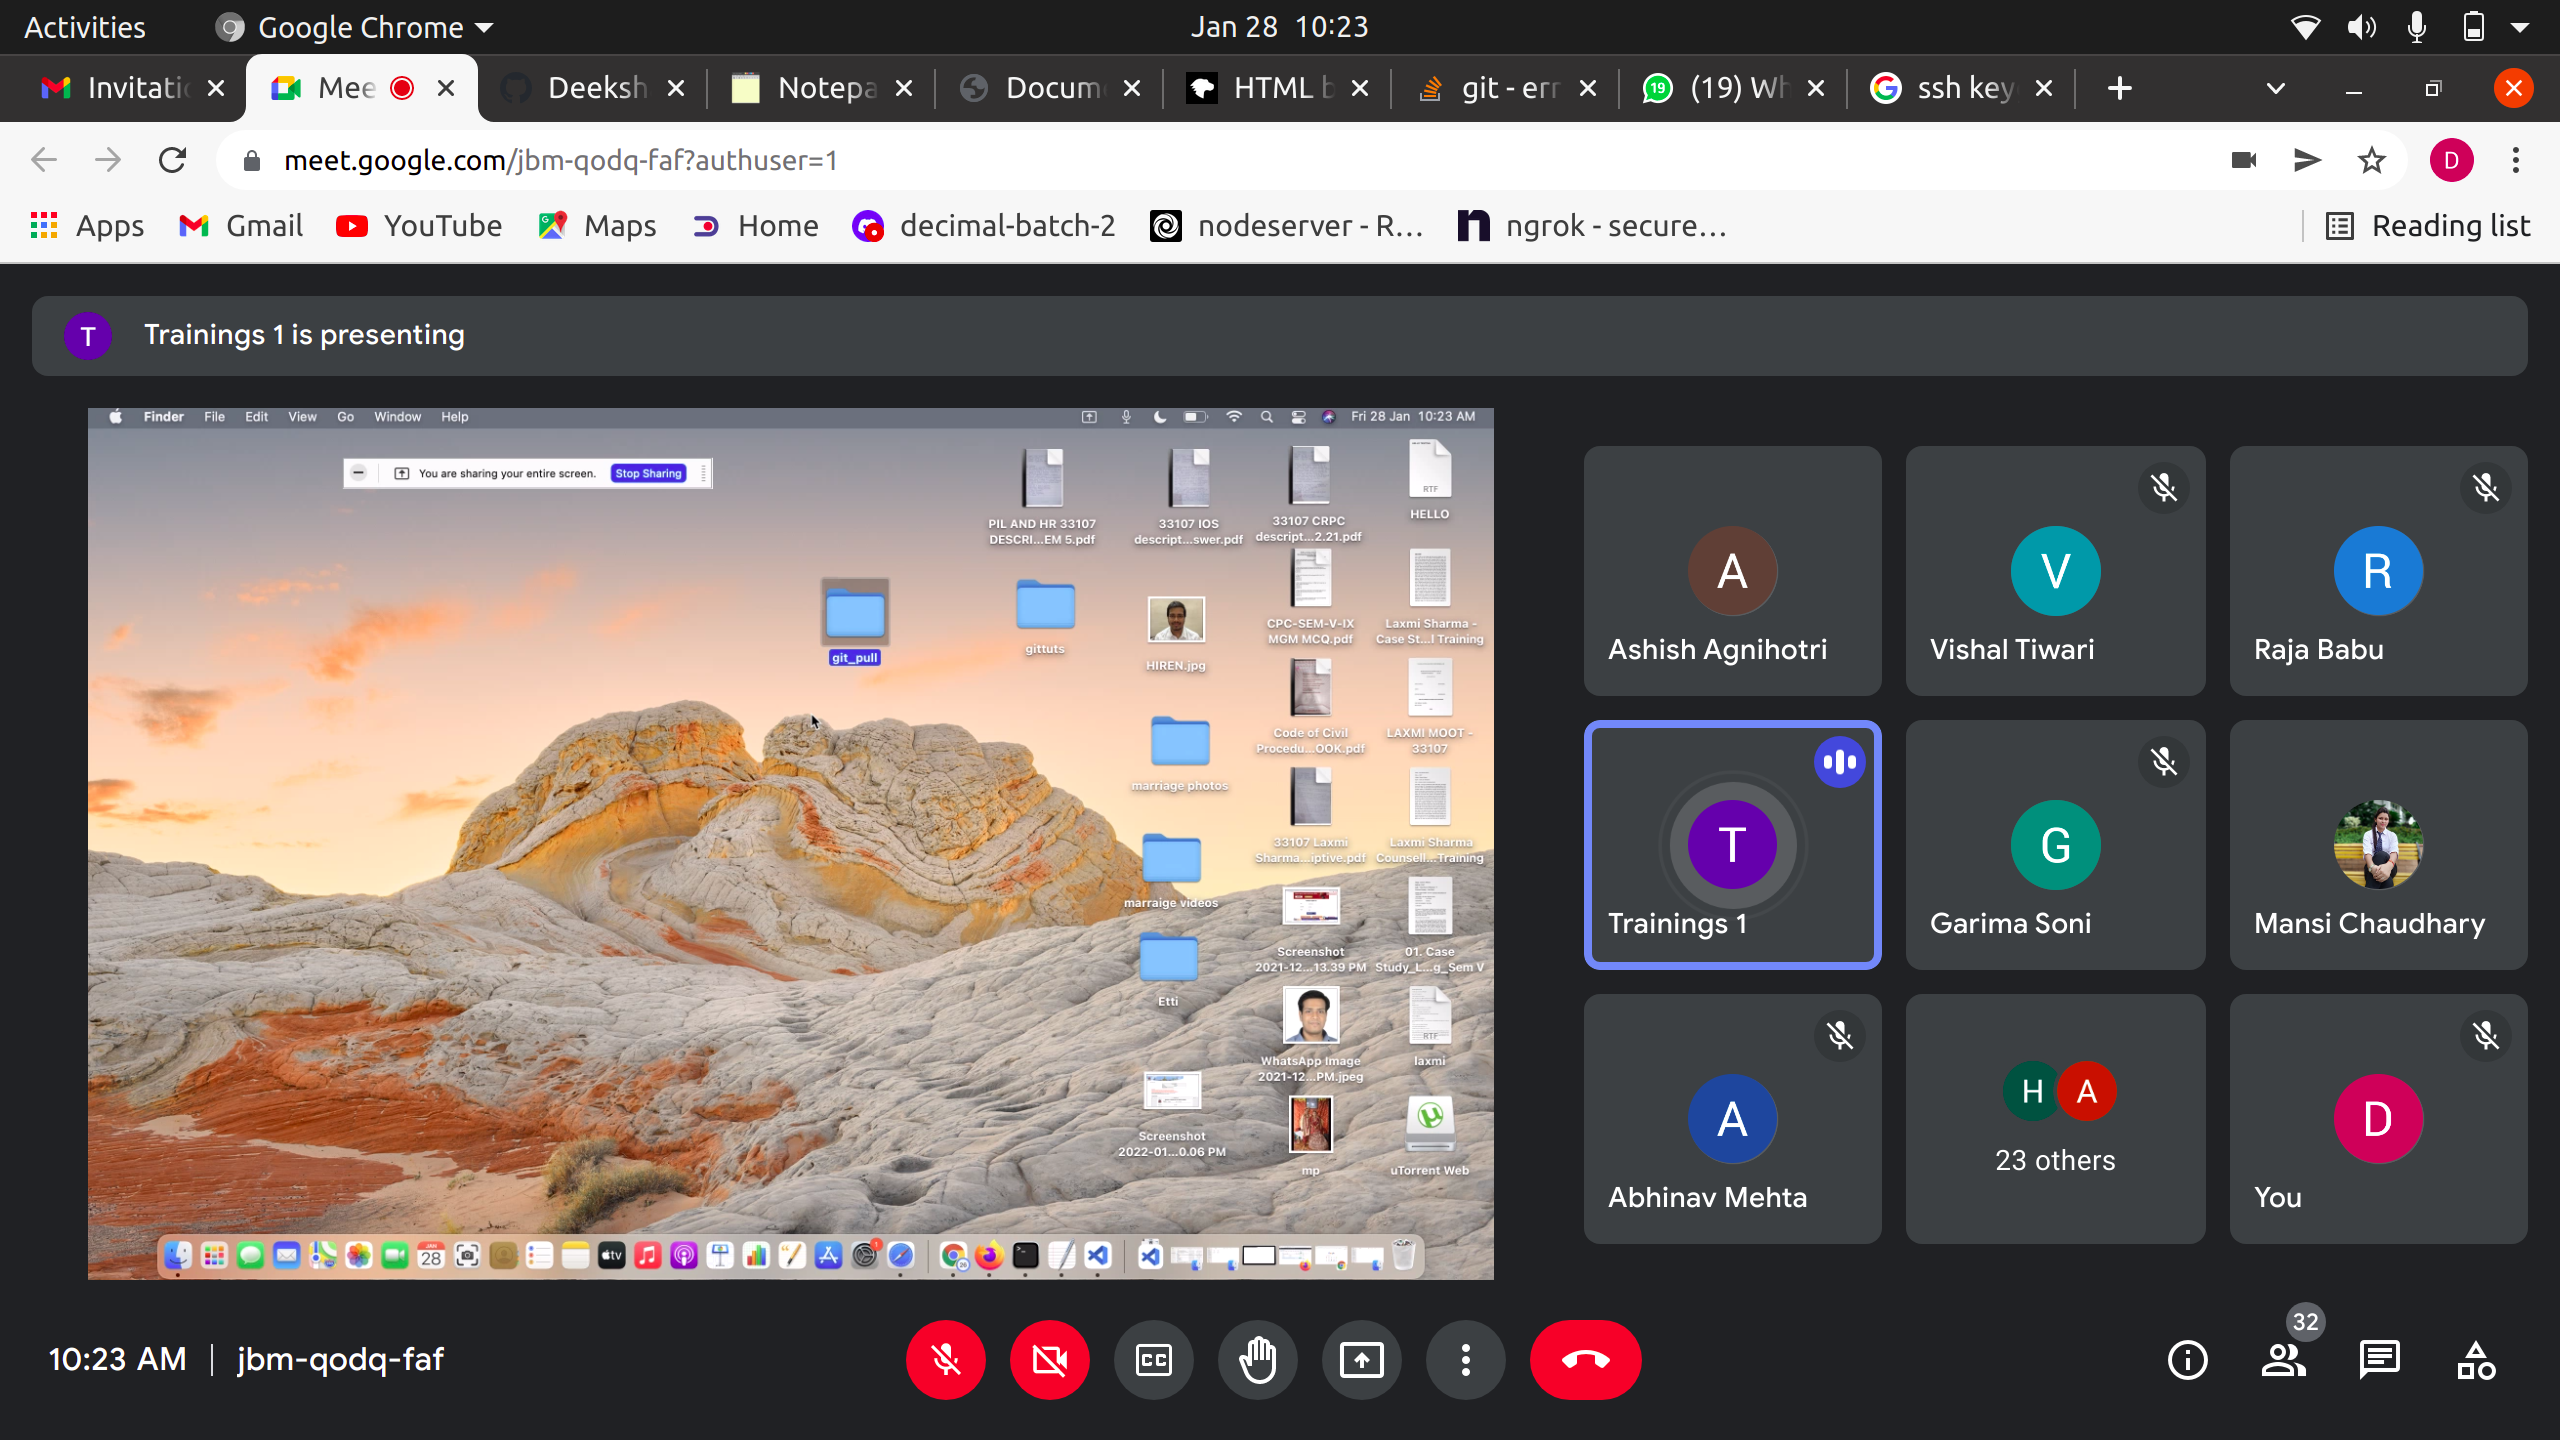 Activities
Google Chrome
Jan 28 10:23
Invitatic
Mee
Deeksh
Notepa
Docum
HTML b
git - err
19
(19) Wh
ssh key
meet.google.com/jbm-qodq-faf?authuser=1
D
Apps
Gmail
YouTube
Maps
Home
decimal-batch-2
nodeserver - R...
ngrok - secure...
Reading list
T
Trainings 1 is presenting
Finder File Edit View Go Window Help
Fri 28 Jan 10:23 AM
You are sharing your entire screen.
Stop Sharing
PIL AND HR 33107
DESCRI...EM 5.pdf
33107 IOS
descript...swer.pdf
33107 CRPC
descript...2.21.pdf
RTF
HELLO
git_pull
gittuts
HIREN.jpg
CPC-SEM-V-IX
MGM MCQ.pdf
Laxmi Sharma -
Case St...l Training
marriage photos
Code of Civil
Procedu...OOK.pdf
LAXMI MOOT -
33107
marraige videos
33107 Laxmi
Sharma...iptive.pdf
Laxmi Sharma
Counsell...Training
Etti
Screenshot
2021-12...13.39 PM
01. Case
Study_L...g_Sem V
WhatsApp Image
2021-12...PM.jpeg
RTF
laxmi
Screenshot
2022-01...0.06 PM
mp
uTorrent Web
JAN
28
tv
1
A
Ashish Agnihotri
V
Vishal Tiwari
R
Raja Babu
T
Trainings 1
G
Garima Soni
Mansi Chaudhary
A
Abhinav Mehta
H A
23 others
D
You
10:23 AM | jbm-qodq-faf
CC
32